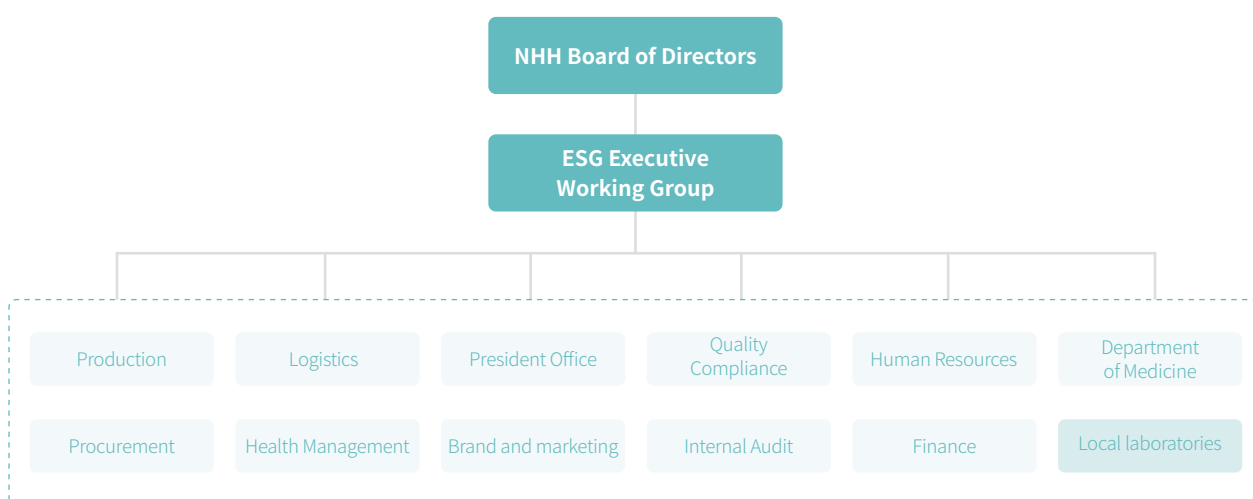 NHH Board of Directors
ESG Executive
Working Group
Production
Logistics
President Office
Quality
Compliance
Human Resources
Department
of Medicine
Procurement
Health Management
Brand and marketing
Internal Audit
Finance
Local laboratories